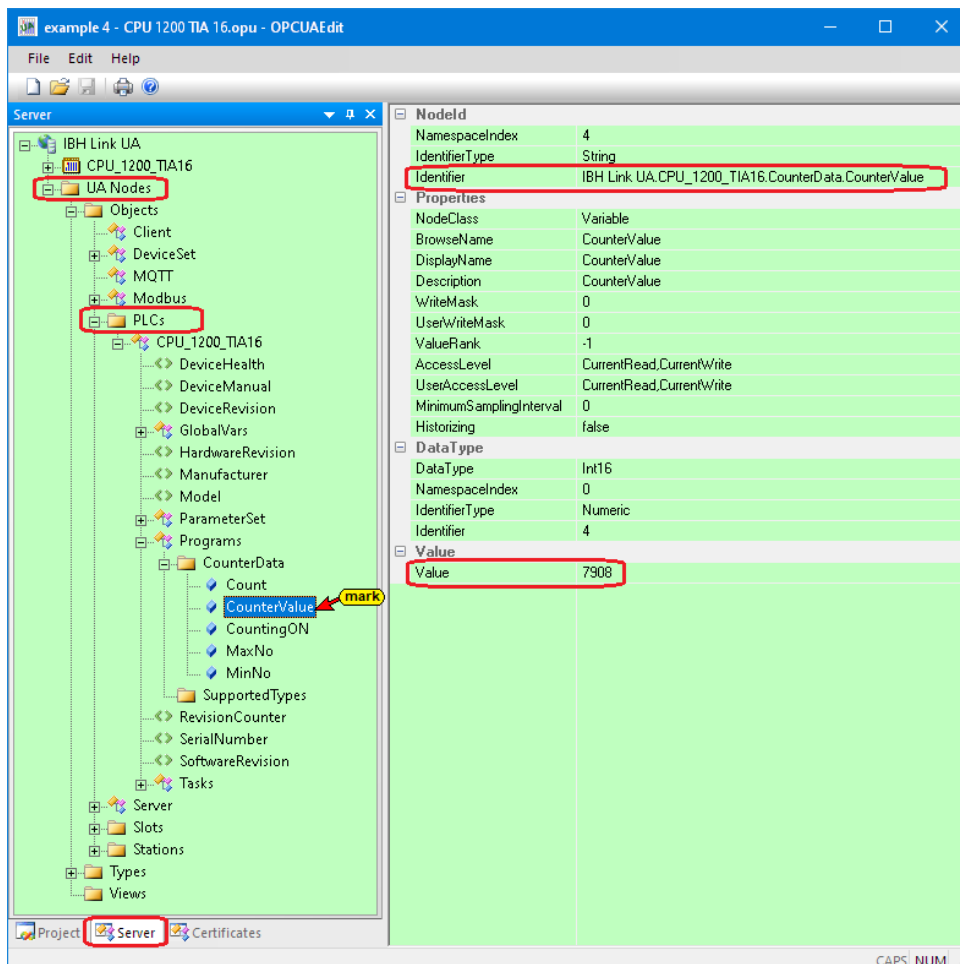 example 4 - CPU 1200 TIA 16.opu - OPCUAEdit
File Edit Help
Server
IBH Link UA
CPU_1200_TIA16
UA Nodes
Objects
Client
DeviceSet
MQTT
Modbus
PLCs
CPU_1200_TIA16
DeviceHealth
DeviceManual
DeviceRevision
GlobalVars
HardwareRevision
Manufacturer
Model
ParameterSet
Programs
CounterData
Count
CounterValue
mark
CountingON
MaxNo
MinNo
SupportedTypes
RevisionCounter
SerialNumber
SoftwareRevision
Tasks
Server
Slots
Stations
Types
Views
Project Server Certificates
NodeId
NamespaceIndex 4
IdentifierType String
Identifier IBH Link UA.CPU_1200_TIA16.CounterData.CounterValue
Properties
NodeClass Variable
BrowseName CounterValue
DisplayName CounterValue
Description CounterValue
WriteMask 0
UserWriteMask 0
ValueRank -1
AccessLevel CurrentRead,CurrentWrite
UserAccessLevel CurrentRead,CurrentWrite
MinimumSamplingInterval 0
Historizing false
DataType
DataType Int16
NamespaceIndex 0
IdentifierType Numeric
Identifier 4
Value
Value 7908
CAPS NUM